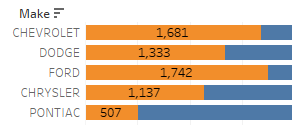 Make
CHEVROLET 1,681
DODGE 1,333
FORD 1,742
CHRYSLER 1,137
PONTIAC 507